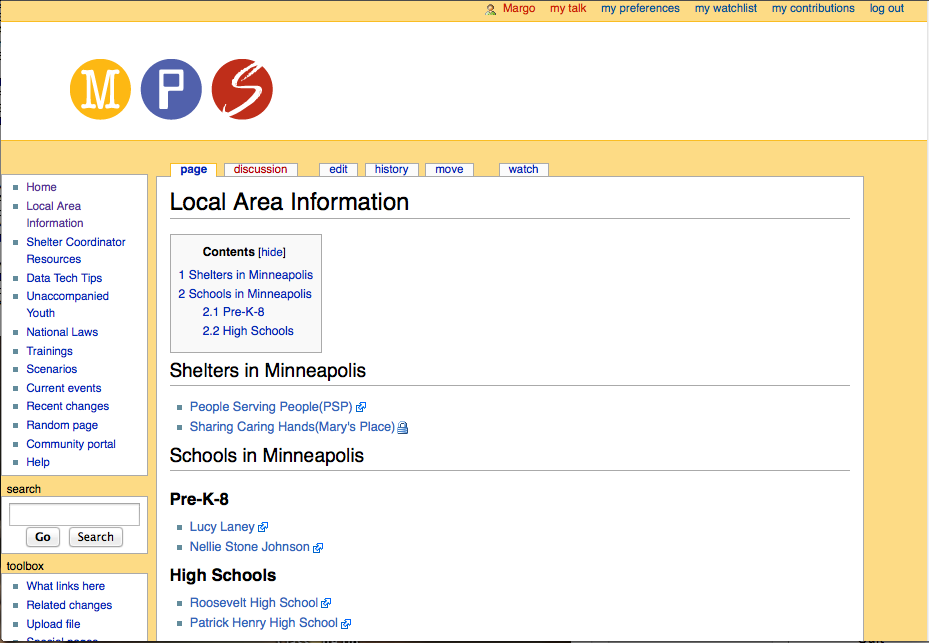 Margo my talk my preferences my watchlist my contributions log out
M P S
page discussion edit history move watch
Home
Local Area
Information
Shelter Coordinator
Resources
Data Tech Tips
Unaccompanied
Youth
National Laws
Trainings
Scenarios
Current events
Recent changes
Random page
Community portal
Help
search
Go Search
toolbox
What links here
Related changes
Upload file
Local Area Information
Contents [hide]
1 Shelters in Minneapolis
2 Schools in Minneapolis
2.1 Pre-K-8
2.2 High Schools
Shelters in Minneapolis
People Serving People(PSP)
Sharing Caring Hands(Mary's Place)
Schools in Minneapolis
Pre-K-8
Lucy Laney
Nellie Stone Johnson
High Schools
Roosevelt High School
Patrick Henry High School